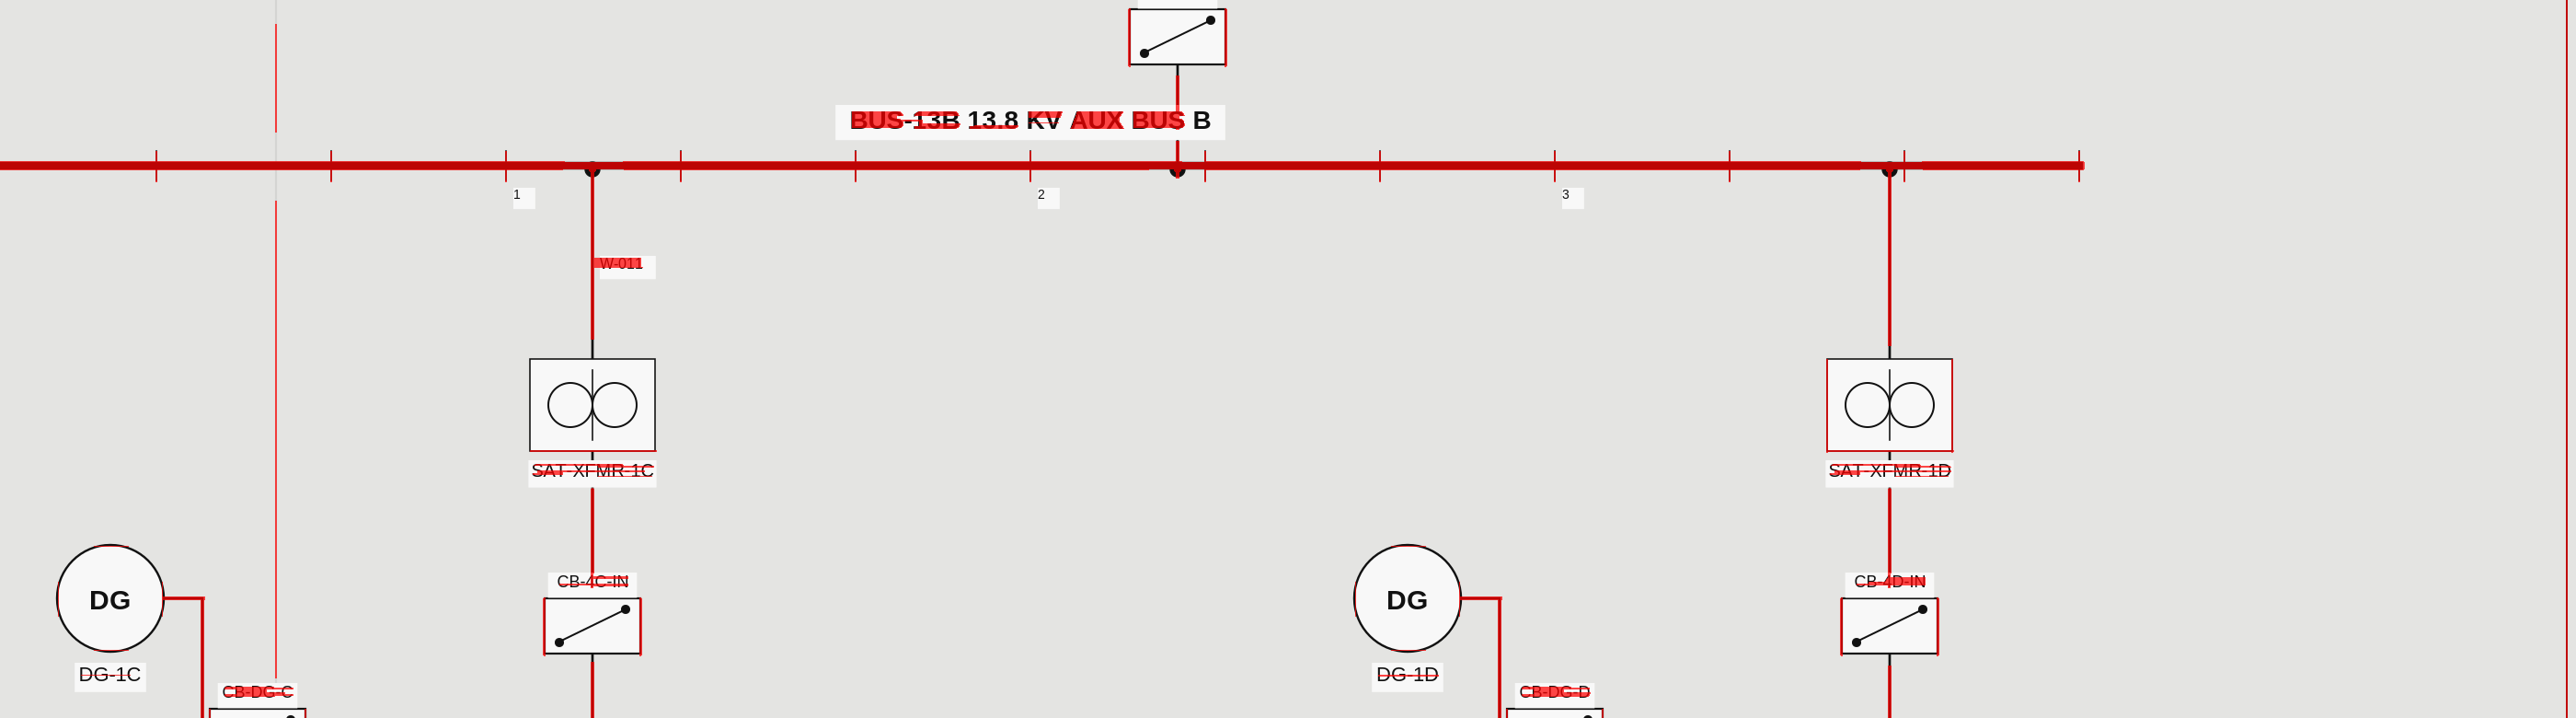 BUS-13B 13.8 KV AUX BUS B
1
2
3
W-011
SAT-XFMR-1C
SAT-XFMR-1D
CB-4C-IN
CB-4D-IN
DG
DG
DG-1C
DG-1D
CB-DG-C
CB-DG-D